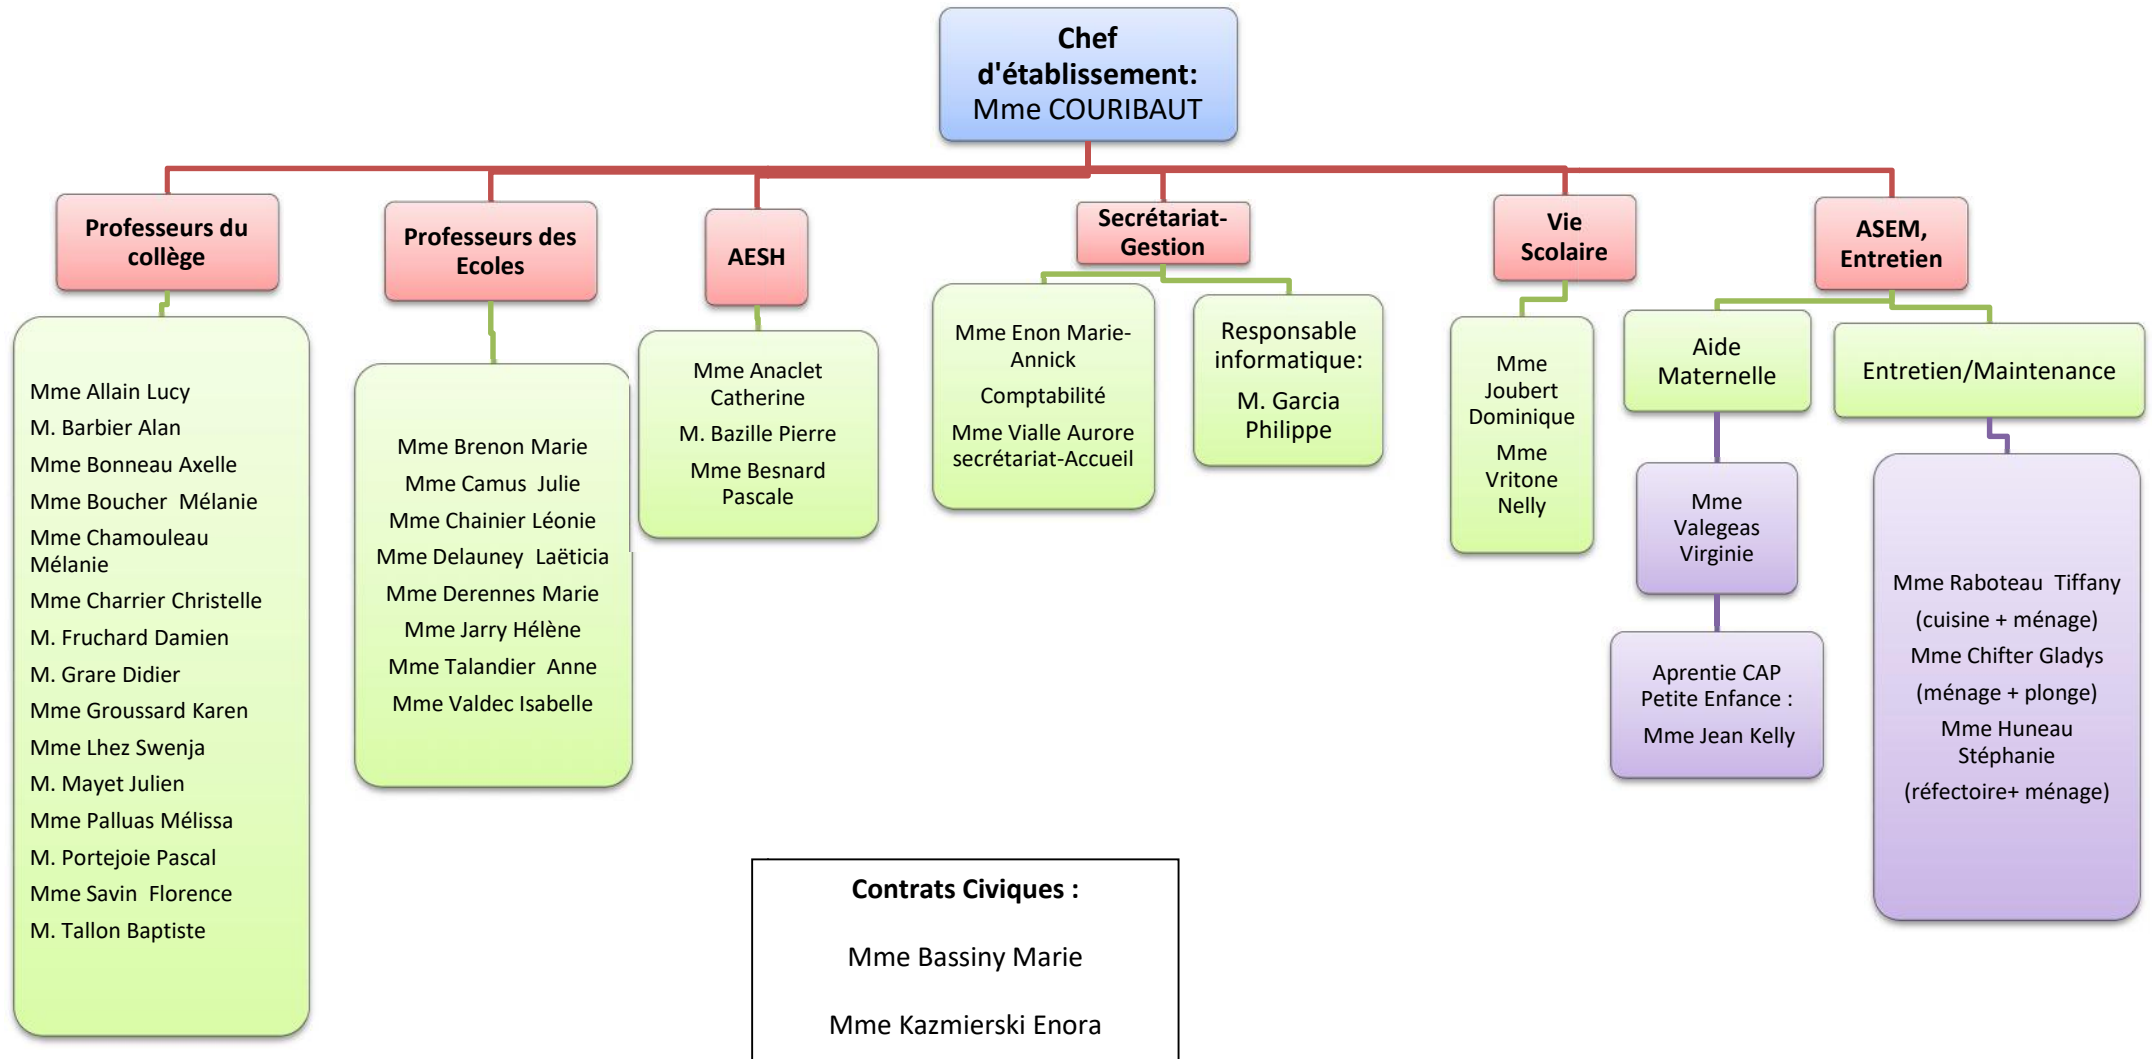 Chef
d'établissement:
Mme COURIBAUT
Professeurs du
collège
Mme Allain Lucy
M. Barbier Alan
Mme Bonneau Axelle
Mme Boucher  Mélanie
Mme Chamouleau
Mélanie
Mme Charrier Christelle
M. Fruchard Damien
M. Grare Didier
Mme Groussard Karen
Mme Lhez Swenja
M. Mayet Julien
Mme Palluas Mélissa
M. Portejoie Pascal
Mme Savin  Florence
M. Tallon Baptiste
Professeurs des
Ecoles
Mme Brenon Marie
Mme Camus  Julie
Mme Chainier Léonie
Mme Delauney  Laëticia
Mme Derennes Marie
Mme Jarry Hélène
Mme Talandier  Anne
Mme Valdec Isabelle
AESH
Mme Anaclet
Catherine
M. Bazille Pierre
Mme Besnard
Pascale
Secrétariat-
Gestion
Mme Enon Marie-
Annick
Comptabilité
Mme Vialle Aurore
secrétariat-Accueil
Responsable
informatique:
M. Garcia
Philippe
Vie
Scolaire
Mme
Joubert
Dominique
Mme
Vritone
Nelly
ASEM,
Entretien
Aide
Maternelle
Mme
Valegeas
Virginie
Aprentie CAP
Petite Enfance :
Mme Jean Kelly
Entretien/Maintenance
Mme Raboteau  Tiffany
(cuisine + ménage)
Mme Chifter Gladys
(ménage + plonge)
Mme Huneau
Stéphanie
(réfectoire+ ménage)
Contrats Civiques :
Mme Bassiny Marie
Mme Kazmierski Enora